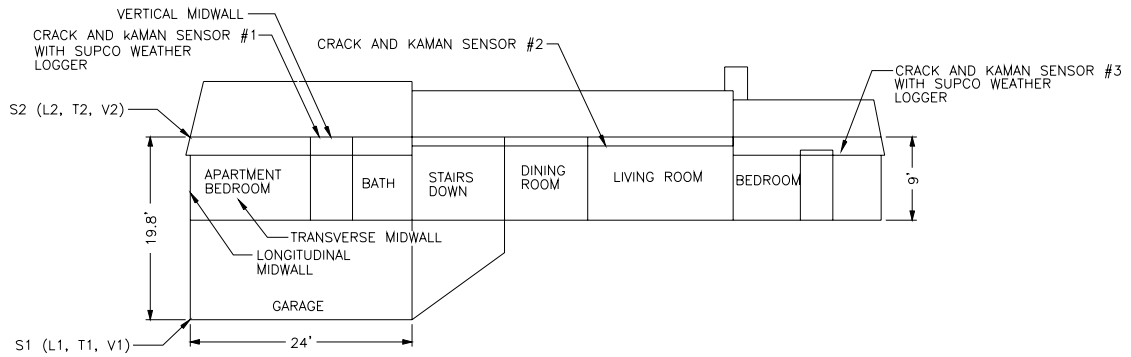 VERTICAL MIDWALL
CRACK AND kAMAN SENSOR #1
WITH SUPCO WEATHER
LOGGER
CRACK AND KAMAN SENSOR #2
CRACK AND KAMAN SENSOR #3
WITH SUPCO WEATHER
LOGGER
S2 (L2, T2, V2)
APARTMENT
BEDROOM
BATH
STAIRS
DOWN
DINING
ROOM
LIVING ROOM
BEDROOM
9'
19.8'
TRANSVERSE MIDWALL
LONGITUDINAL
MIDWALL
GARAGE
S1 (L1, T1, V1)
24'